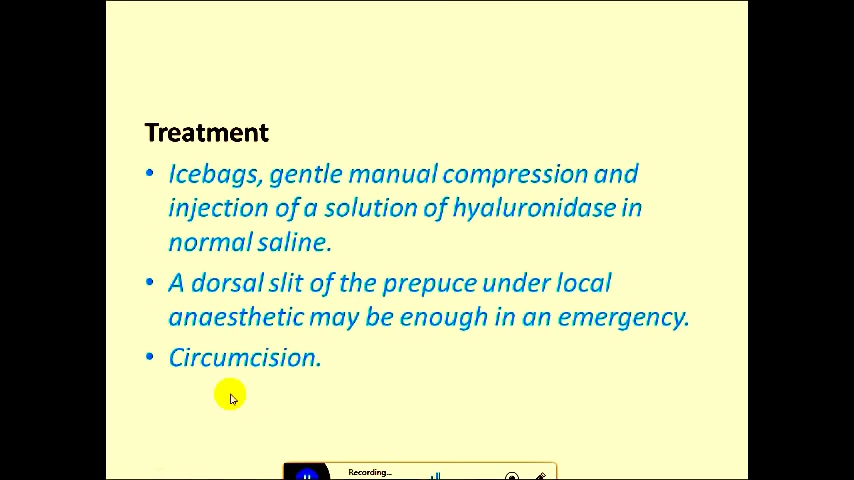 Treatment
• Icebags, gentle manual compression and
injection of a solution of hyaluronidase in
normal saline.
• A dorsal slit of the prepuce under local
anaesthetic may be enough in an emergency.
• Circumcision.
Recording...